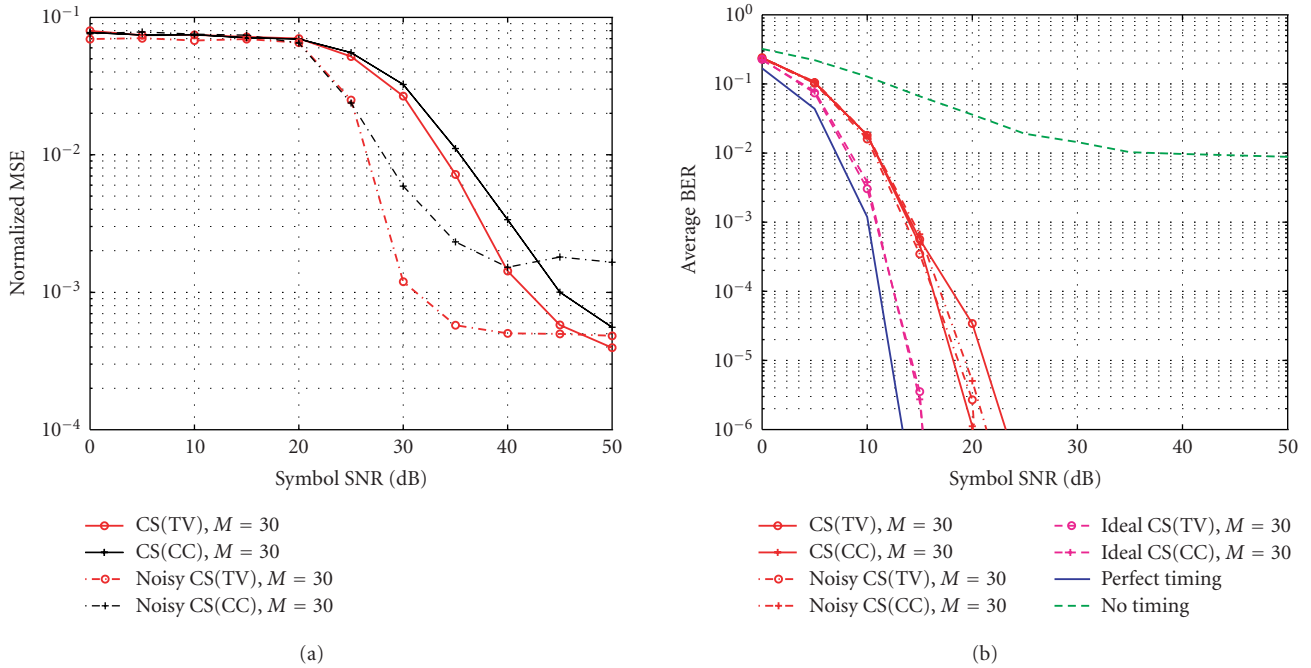 10⁻¹
10⁻²
10⁻³
10⁻⁴
Normalized MSE
0 10 20 30 40 50
Symbol SNR (dB)
CS(TV), M = 30
CS(CC), M = 30
Noisy CS(TV), M = 30
Noisy CS(CC), M = 30
(a)
10⁰
10⁻¹
10⁻²
10⁻³
10⁻⁴
10⁻⁵
10⁻⁶
Average BER
0 10 20 30 40 50
Symbol SNR (dB)
CS(TV), M = 30
CS(CC), M = 30
Noisy CS(TV), M = 30
Noisy CS(CC), M = 30
Ideal CS(TV), M = 30
Ideal CS(CC), M = 30
Perfect timing
No timing
(b)